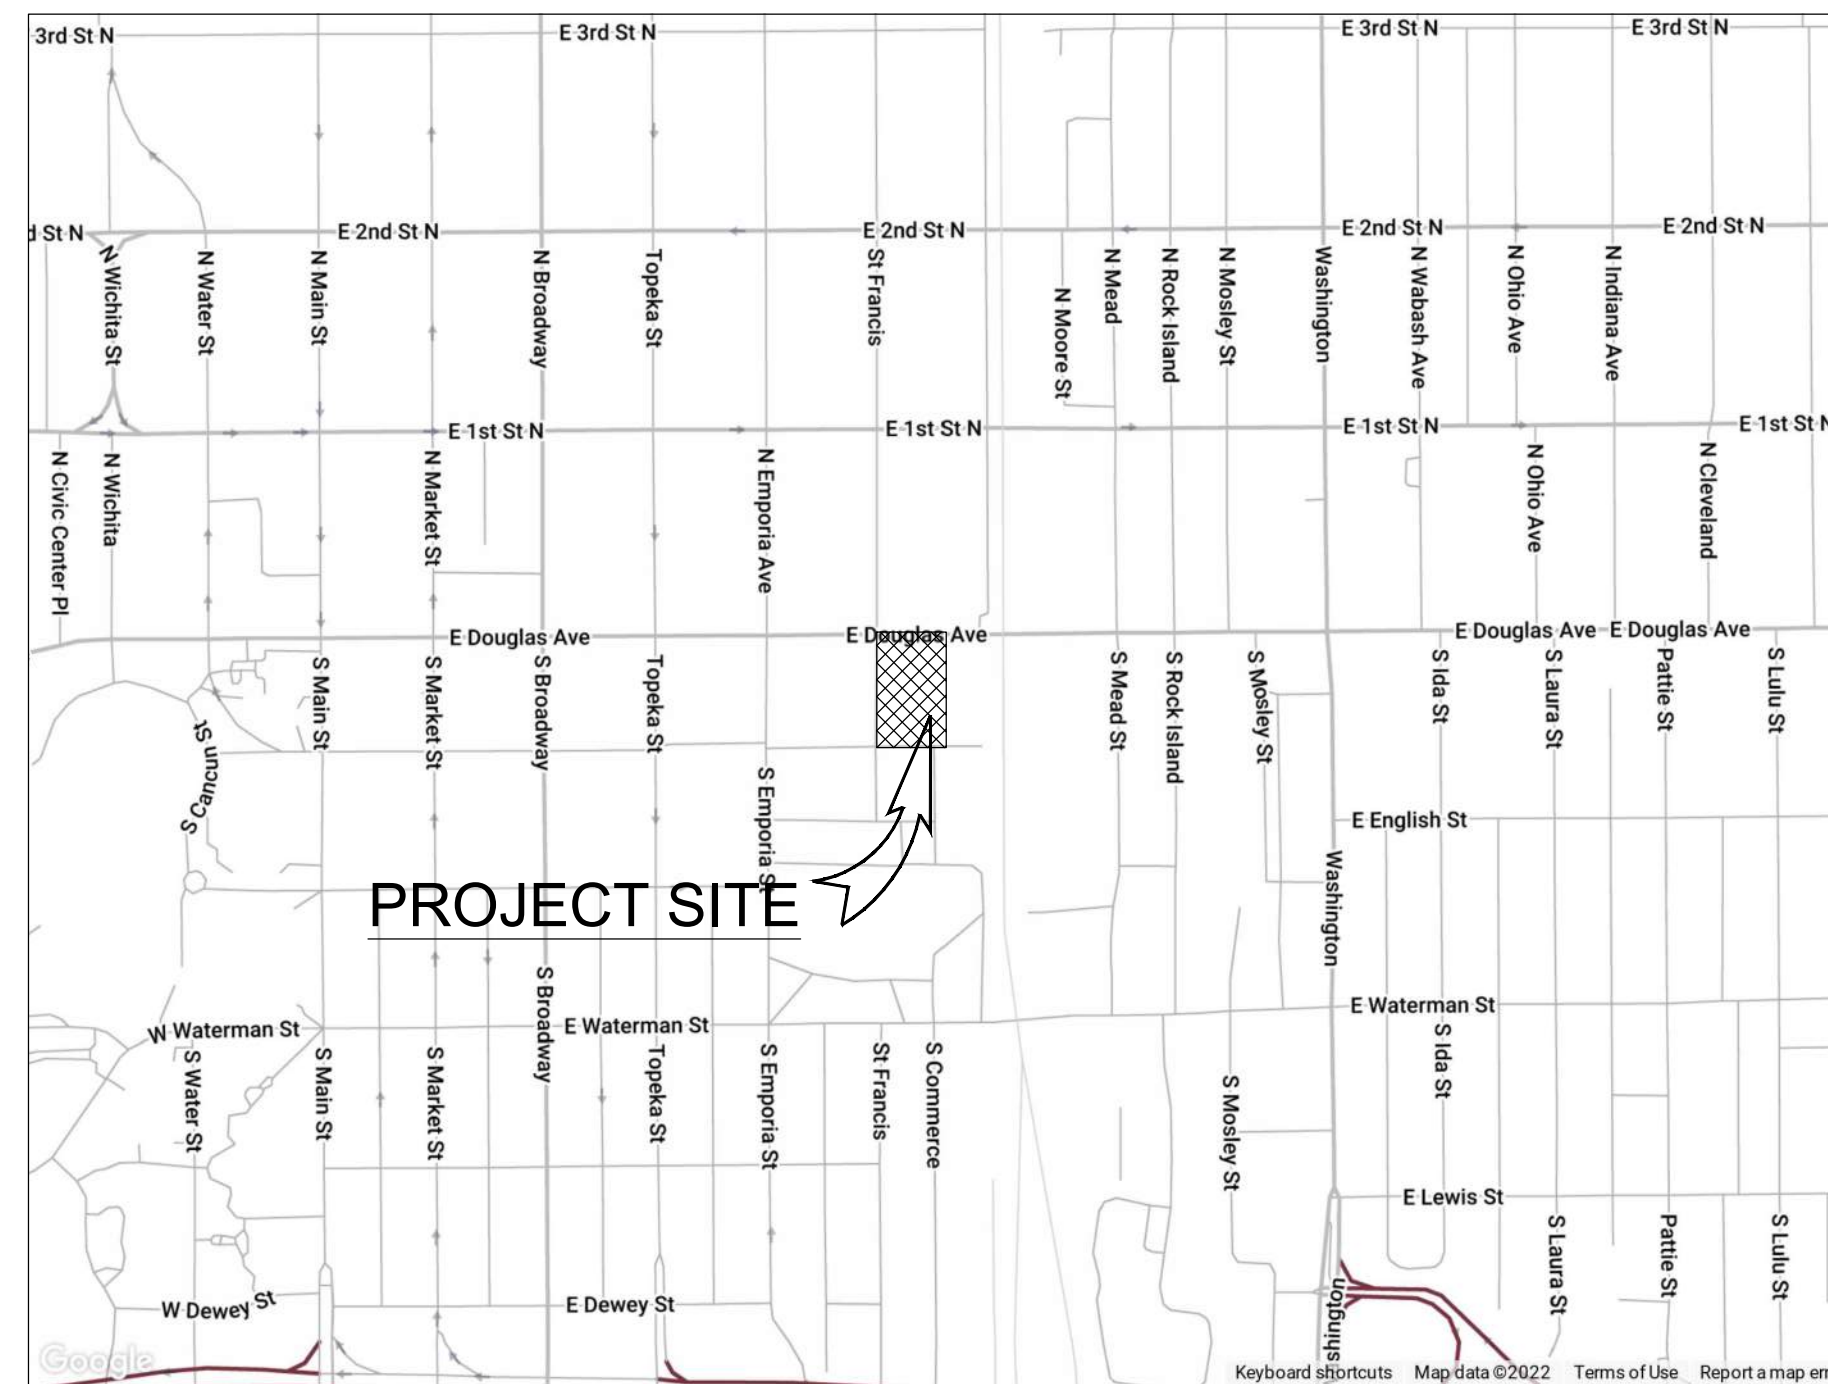 3rd St N
E 3rd St N
E 3rd St N
E 3rd St N
d St N
E 2nd St N
E 2nd St N
E 2nd St N
E 2nd St N
N Wichita St
N Water St
N Main St
N Broadway
Topeka St
St Francis
N Moore St
N Mead
N Rock Island
N Mosley St
Washington
N Wabash Ave
N Ohio Ave
N Indiana Ave
E 1st St N
E 1st St N
E 1st St N
E 1st St N
N Civic Center Pl
N Wichita
N Market St
N Emporia Ave
N Ohio Ave
N Cleveland
E Douglas Ave
E Douglas Ave
E Douglas Ave
E Douglas Ave
S Cancun St
S Main St
S Market St
S Broadway
Topeka St
S Emporia St
S Mead St
S Rock Island
S Mosley St
S Ida St
S Laura St
Pattie St
S Lulu St
E English St
Washington
PROJECT SITE
S Broadway
W Waterman St
E Waterman St
E Waterman St
S Water St
S Main St
S Market St
Topeka St
S Emporia St
St Francis
S Commerce
S Mosley St
S Ida St
E Lewis St
S Laura St
Pattie St
S Lulu St
W Dewey St
E Dewey St
shington
Google
Keyboard shortcuts Map data ©2022 Terms of Use Report a map err